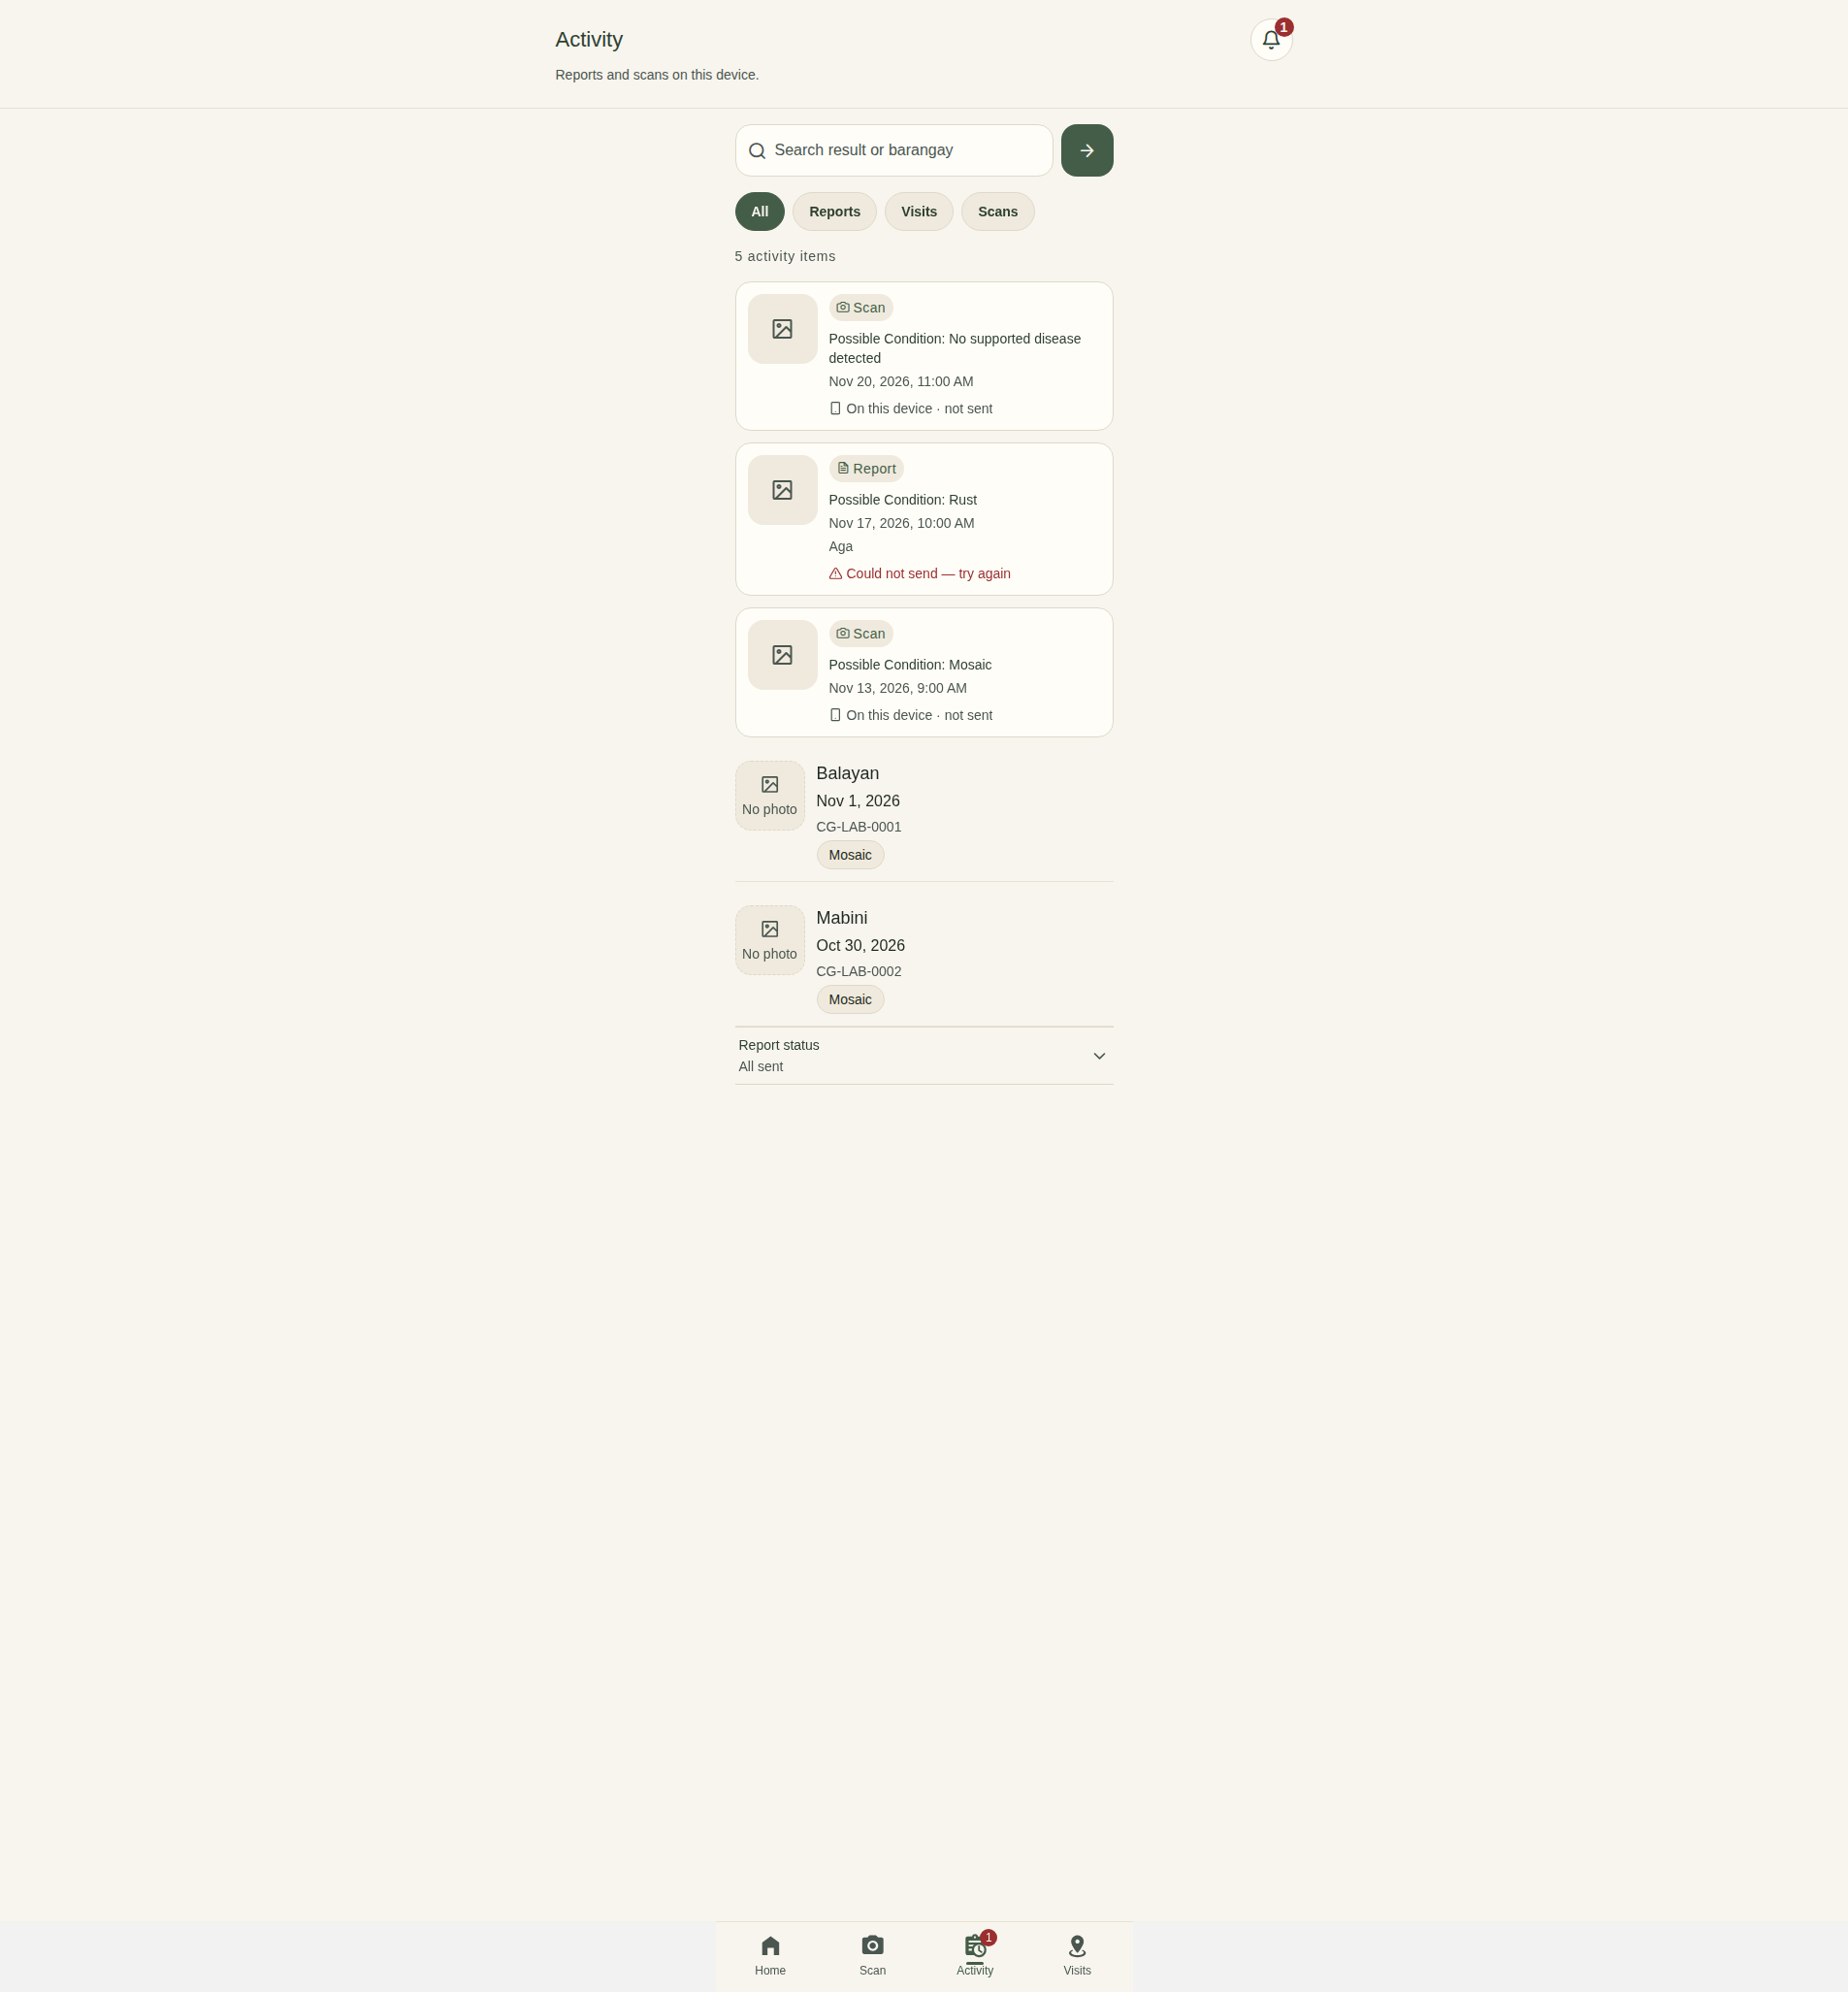 Activity
1
Reports and scans on this device.
Search result or barangay
All
Reports
Visits
Scans
5 activity items
Scan
Possible Condition: No supported disease
detected
Nov 20, 2026, 11:00 AM
On this device · not sent
Report
Possible Condition: Rust
Nov 17, 2026, 10:00 AM
Aga
Could not send — try again
Scan
Possible Condition: Mosaic
Nov 13, 2026, 9:00 AM
On this device · not sent
No photo
Balayan
Nov 1, 2026
CG-LAB-0001
Mosaic
No photo
Mabini
Oct 30, 2026
CG-LAB-0002
Mosaic
Report status
All sent
Home
Scan
1
Activity
Visits